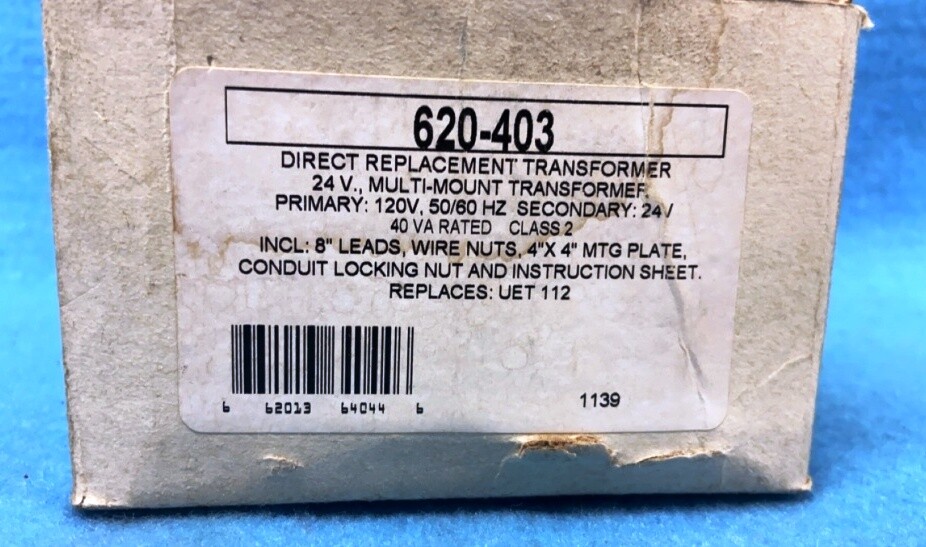 620-403
DIRECT REPLACEMENT TRANSFORMER
24 V., MULTI-MOUNT TRANSFORMER,
PRIMARY: 120V, 50/60 HZ SECONDARY: 24V
40 VA RATED CLASS 2
INCL: 8" LEADS, WIRE NUTS, 4"X 4" MTG PLATE,
CONDUIT LOCKING NUT AND INSTRUCTION SHEET.
REPLACES: UET 112
6 62013 64044 6
1139